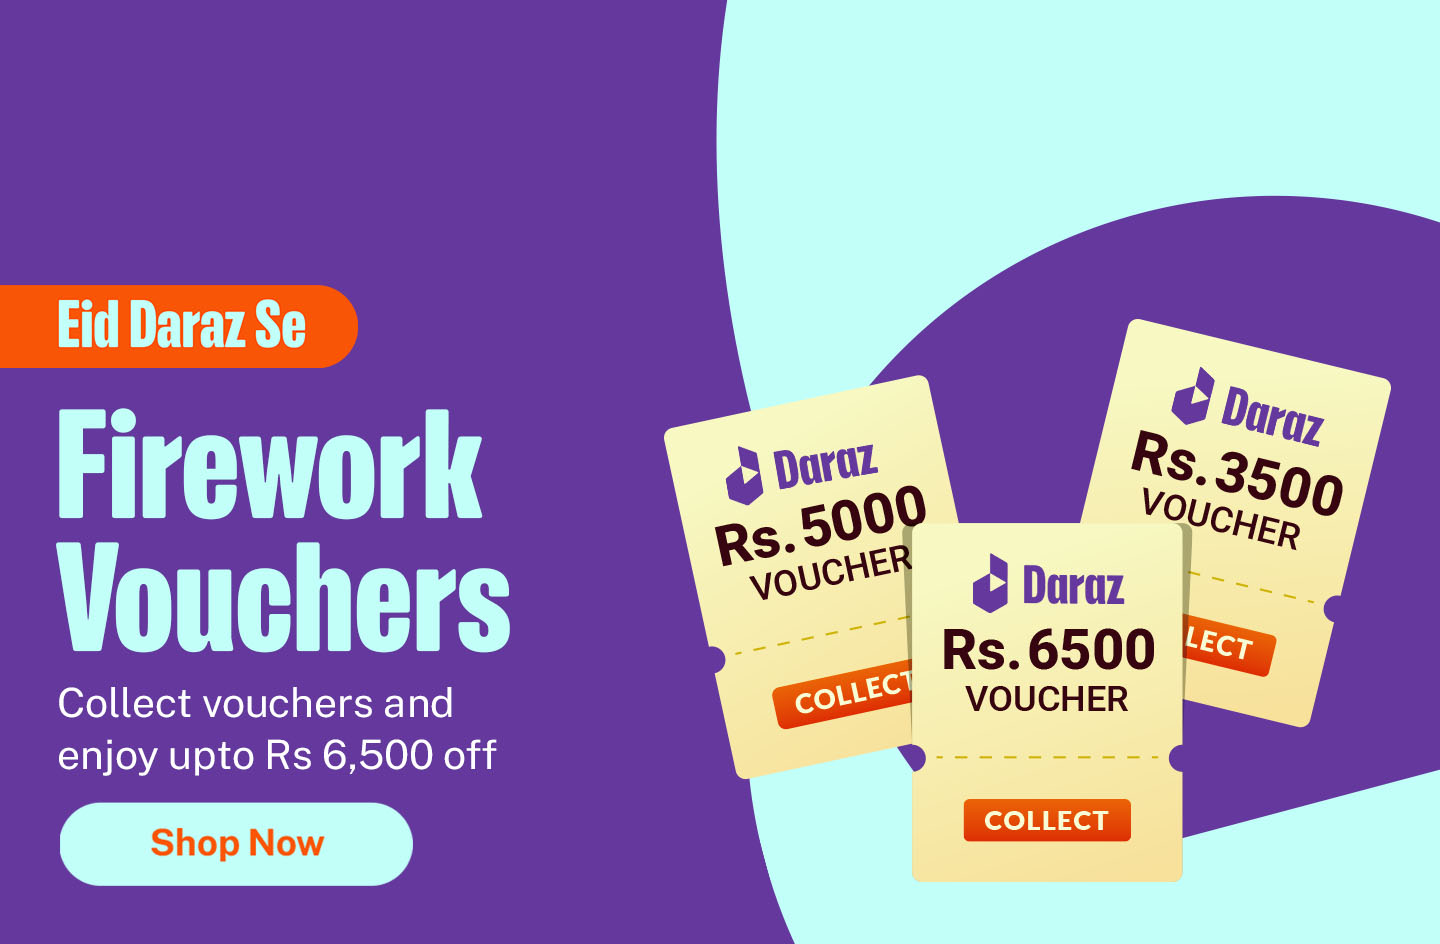 Eid Daraz Se
Firework
Vouchers
Collect vouchers and
enjoy upto Rs 6,500 off
Shop Now
Daraz
Rs. 5000
VOUCHER
COLLECT
Daraz
Rs. 6500
VOUCHER
COLLECT
Daraz
Rs. 3500
VOUCHER
LECT